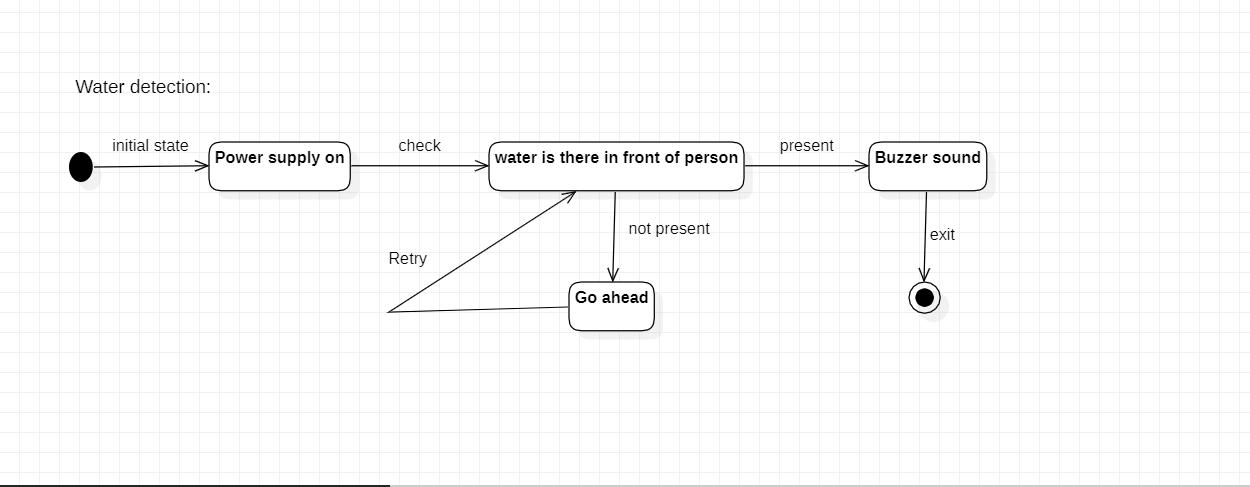 Water detection:
initial state
Power supply on
check
water is there in front of person
present
Buzzer sound
not present
exit
Retry
Go ahead